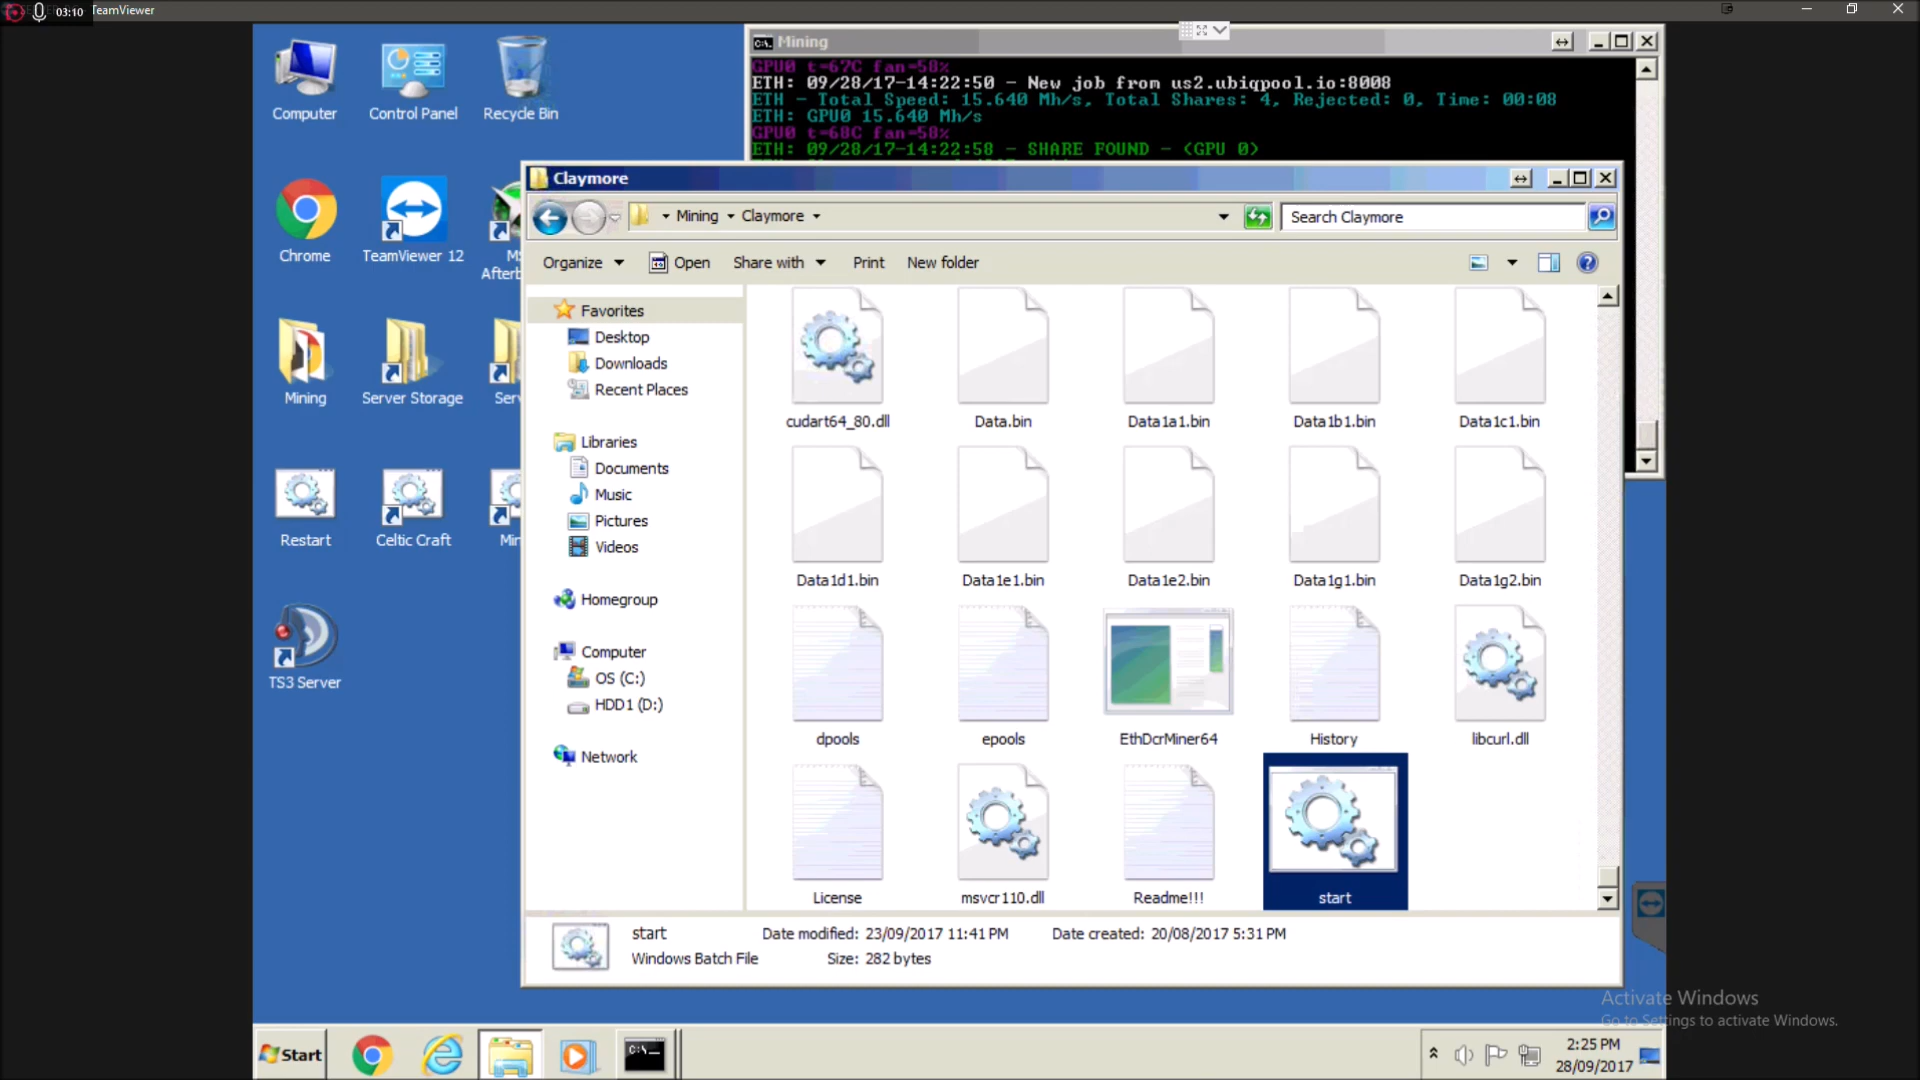 03:10
TeamViewer
Computer
Control Panel
Recycle Bin
Chrome
TeamViewer 12
Afterb
Mining
Server Storage
Serv
Restart
Celtic Craft
Min
TS3 Server
Mining
GPU0 t=67C fan=58%
ETH: 09/28/17-14:22:50 - New job from us2.ubiqpool.io:8008
ETH - Total Speed: 15.640 Mh/s, Total Shares: 4, Rejected: 0, Time: 00:08
ETH: GPU0 15.640 Mh/s
GPU0 t=68C fan=58%
ETH: 09/28/17-14:22:58 - SHARE FOUND - (GPU 0)
Claymore
Mining Claymore
Search Claymore
Organize Open Share with Print New folder
Favorites
Desktop
Downloads
Recent Places
Libraries
Documents
Music
Pictures
Videos
Homegroup
Computer
OS (C:)
HDD1 (D:)
Network
cudart64_80.dll
Data.bin
Data1a1.bin
Data1b1.bin
Data1c1.bin
Data1d1.bin
Data1e1.bin
Data1e2.bin
Data1g1.bin
Data1g2.bin
dpools
epools
EthDcrMiner64
History
libcurl.dll
License
msvcr110.dll
Readme!!!
start
start Date modified: 23/09/2017 11:41 PM Date created: 20/08/2017 5:31 PM
Windows Batch File Size: 282 bytes
Activate Windows
Go to Settings to activate Windows.
Start
2:25 PM
28/09/2017